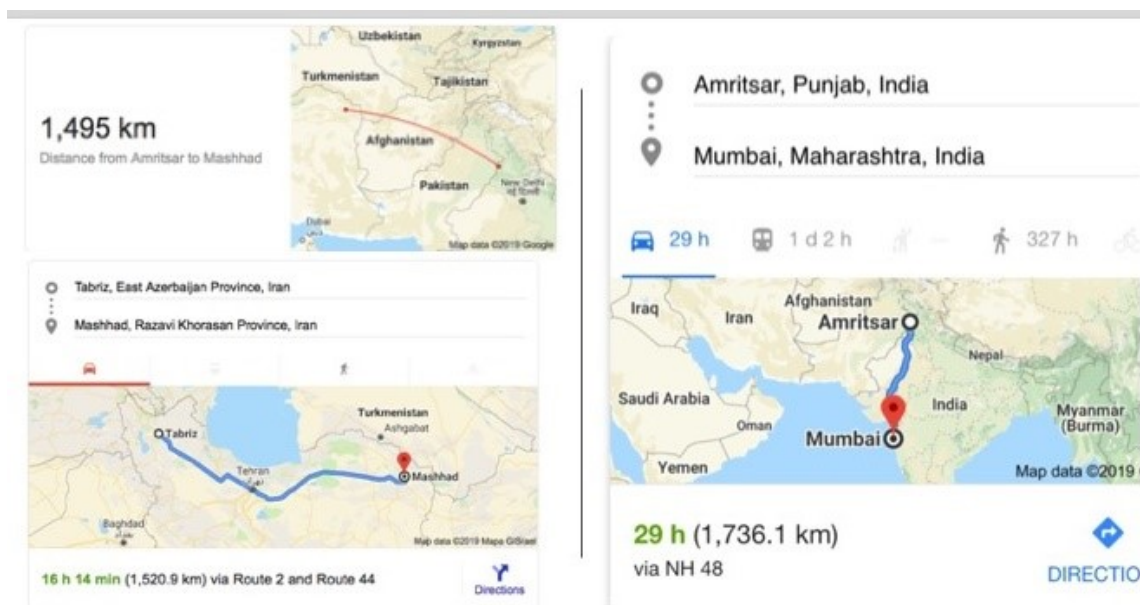 1,495 km
Distance from Amritsar to Mashhad
Uzbekistan
Kyrgyzstan
Turkmenistan
Tajikistan
Afghanistan
Pakistan
New Delhi
नई दिल्ली
Dubai
دبي
Map data ©2019 Google
Tabriz, East Azerbaijan Province, Iran
Mashhad, Razavi Khorasan Province, Iran
Turkmenistan
Ashgabat
Tabriz
Tehran
تهران
Mashhad
Baghdad
بغداد
Map data ©2019 Mapa GISrael
16 h 14 min (1,520.9 km) via Route 2 and Route 44
Directions
Amritsar, Punjab, India
Mumbai, Maharashtra, India
29 h
1 d 2 h
—
327 h
Afghanistan
Iraq
Iran
Amritsar
Nepal
Saudi Arabia
India
Oman
Myanmar
(Burma)
Mumbai
Yemen
Map data ©2019
29 h (1,736.1 km)
via NH 48
DIRECTIO